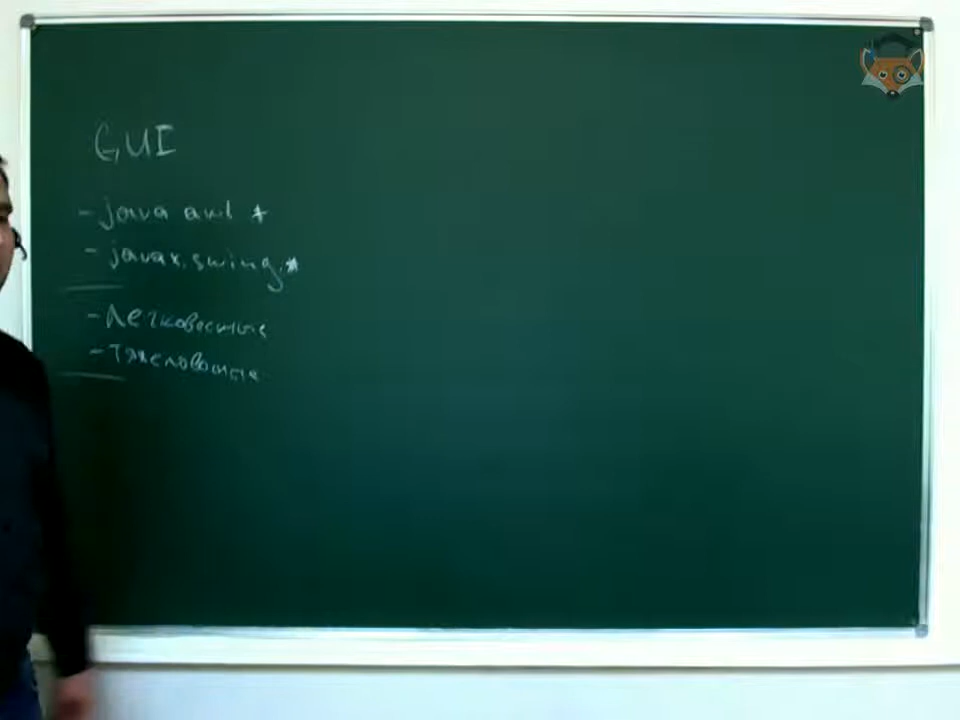 GUI
- java awt *
- javax.swing.*
- Легковесные
- Тяжеловесные